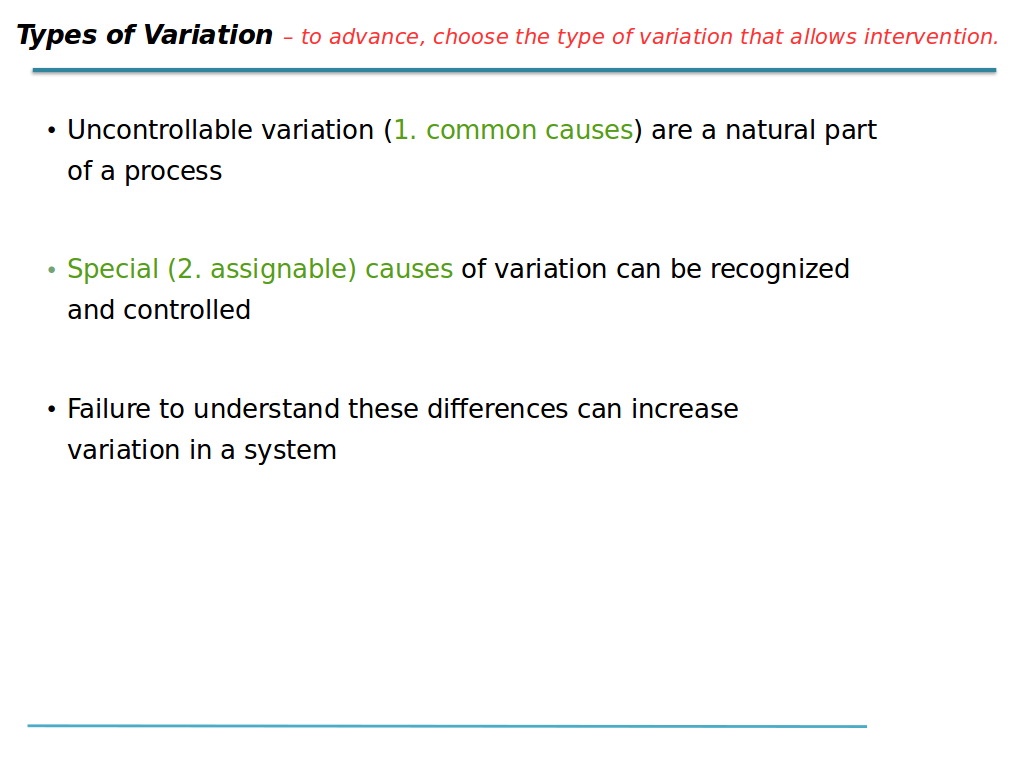 Types of Variation – to advance, choose the type of variation that allows intervention.
• Uncontrollable variation (1. common causes) are a natural part
of a process
• Special (2. assignable) causes of variation can be recognized
and controlled
• Failure to understand these differences can increase
variation in a system